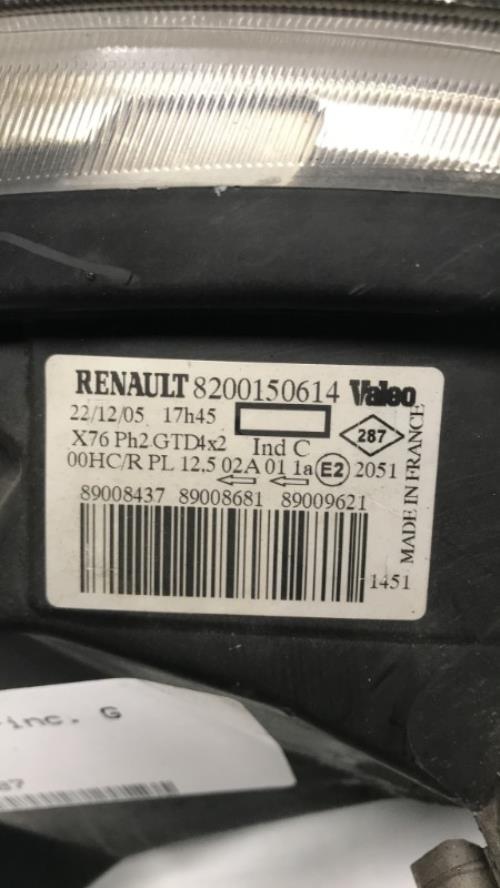 RENAULT 8200150614 Valeo
22/12/05 17h45
X76 Ph2 GTD4x2 Ind C 287
00HC/R PL 12.5 02A 01 1a E2 2051
89008437 89008681 89009621
1451
MADE IN FRANCE
inc. G